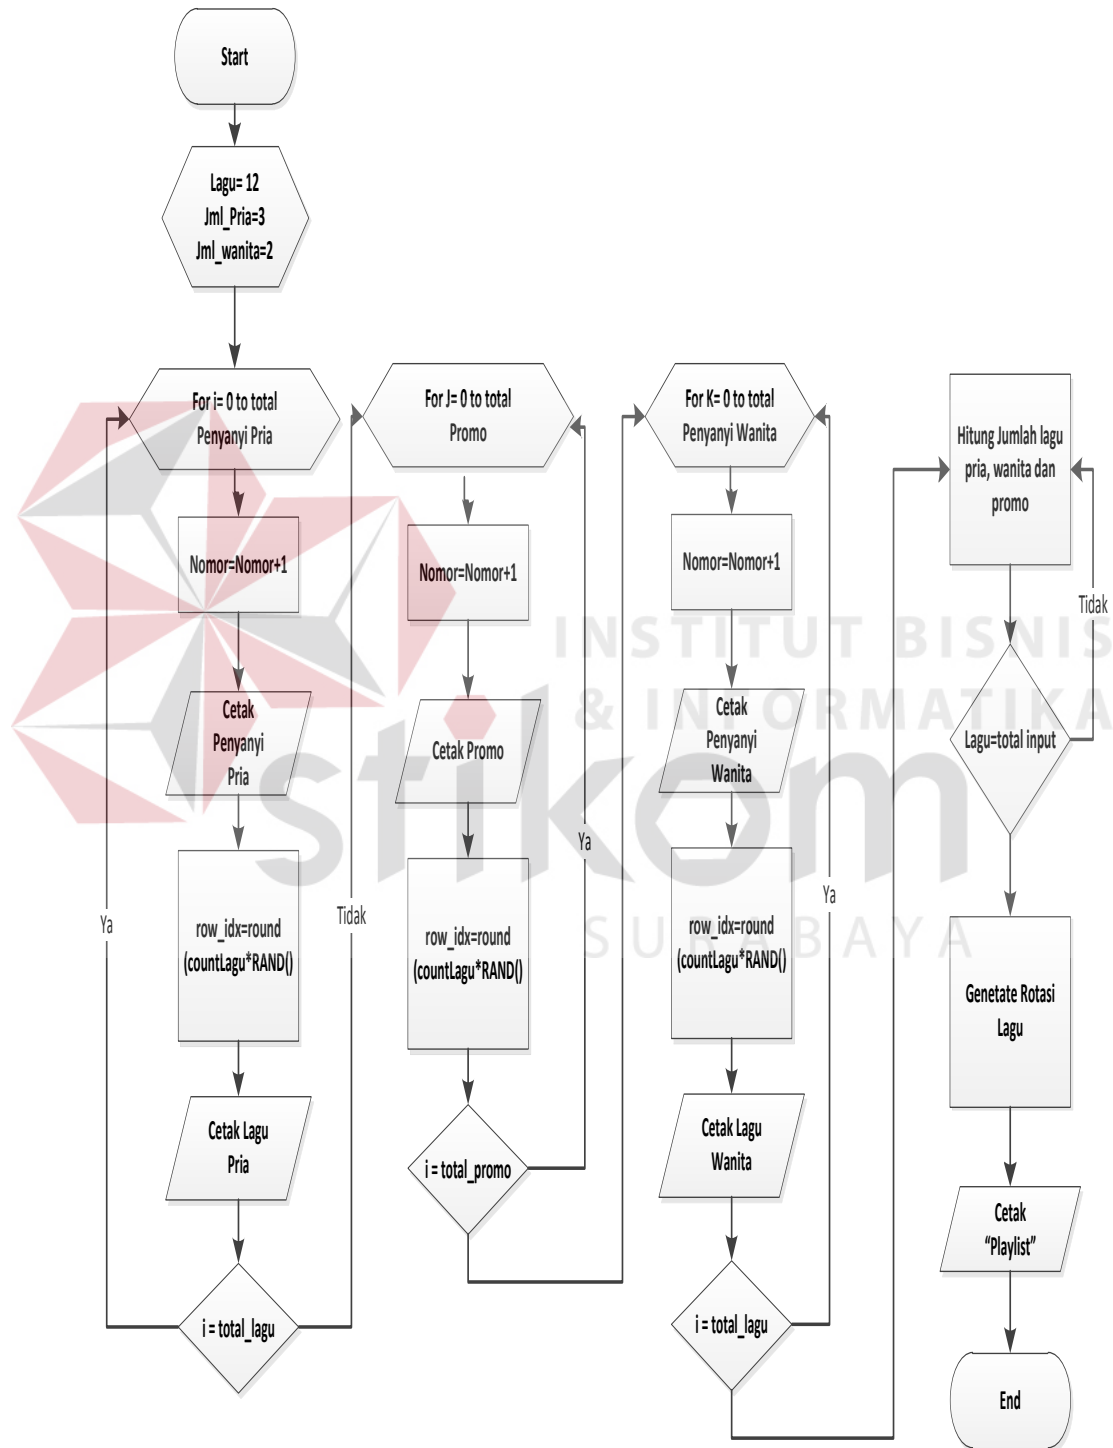 Start
Lagu= 12
Jml_Pria=3
Jml_wanita=2
For i= 0 to total
Penyanyi Pria
Nomor=Nomor+1
Cetak
Penyanyi
Pria
row_idx=round
(countLagu*RAND()
Cetak Lagu
Pria
i = total_lagu
Ya
Tidak
For J= 0 to total
Promo
Nomor=Nomor+1
Cetak Promo
row_idx=round
(countLagu*RAND()
i = total_promo
Ya
For K= 0 to total
Penyanyi Wanita
Nomor=Nomor+1
Cetak
Penyanyi
Wanita
row_idx=round
(countLagu*RAND()
Cetak Lagu
Wanita
i = total_lagu
Ya
Hitung Jumlah lagu
pria, wanita dan
promo
Tidak
Lagu=total input
Genetate Rotasi
Lagu
Cetak
“Playlist”
End
INSTITUT BISNIS
& INFORMATIKA
stikom
SURABAYA